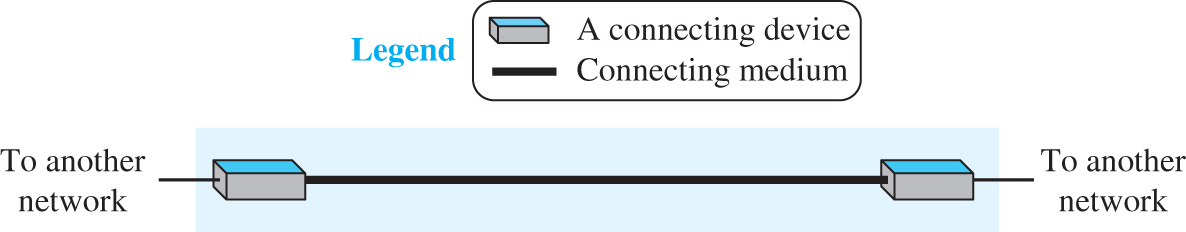 Legend
A connecting device
Connecting medium
To another
network
To another
network